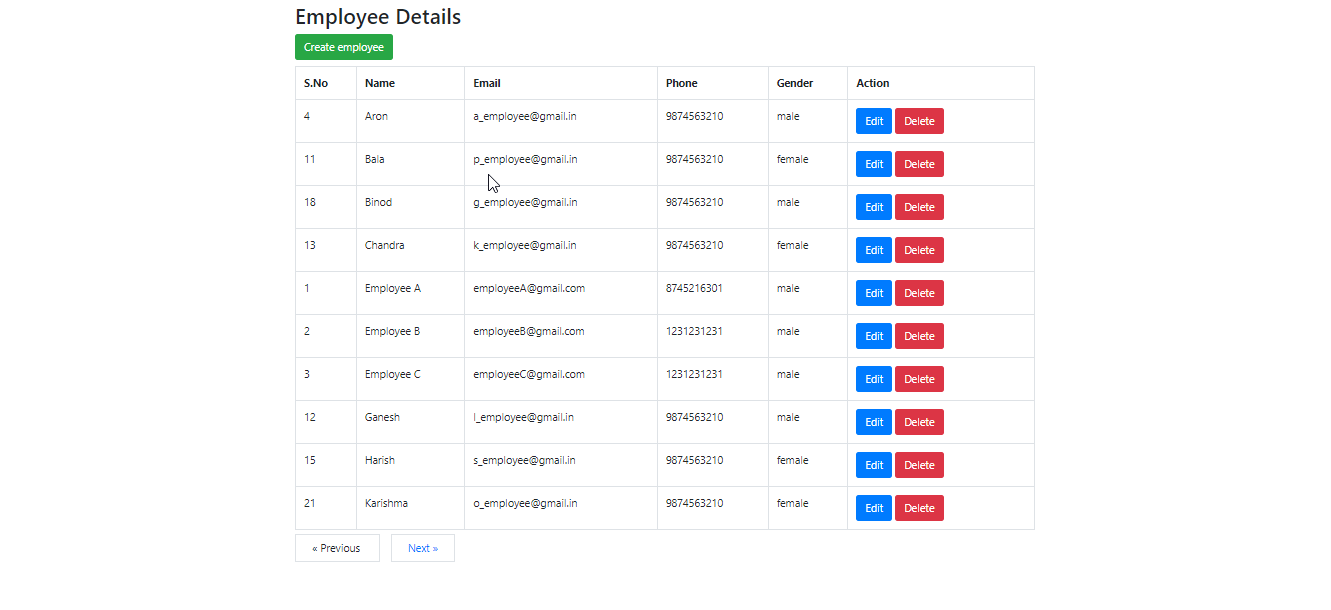 Employee Details
Create employee
S.No Name Email Phone Gender Action
4 Aron a_employee@gmail.in 9874563210 male Edit Delete
11 Bala p_employee@gmail.in 9874563210 female Edit Delete
18 Binod g_employee@gmail.in 9874563210 male Edit Delete
13 Chandra k_employee@gmail.in 9874563210 female Edit Delete
1 Employee A employeeA@gmail.com 8745216301 male Edit Delete
2 Employee B employeeB@gmail.com 1231231231 male Edit Delete
3 Employee C employeeC@gmail.com 1231231231 male Edit Delete
12 Ganesh l_employee@gmail.in 9874563210 male Edit Delete
15 Harish s_employee@gmail.in 9874563210 female Edit Delete
21 Karishma o_employee@gmail.in 9874563210 female Edit Delete
« Previous Next »